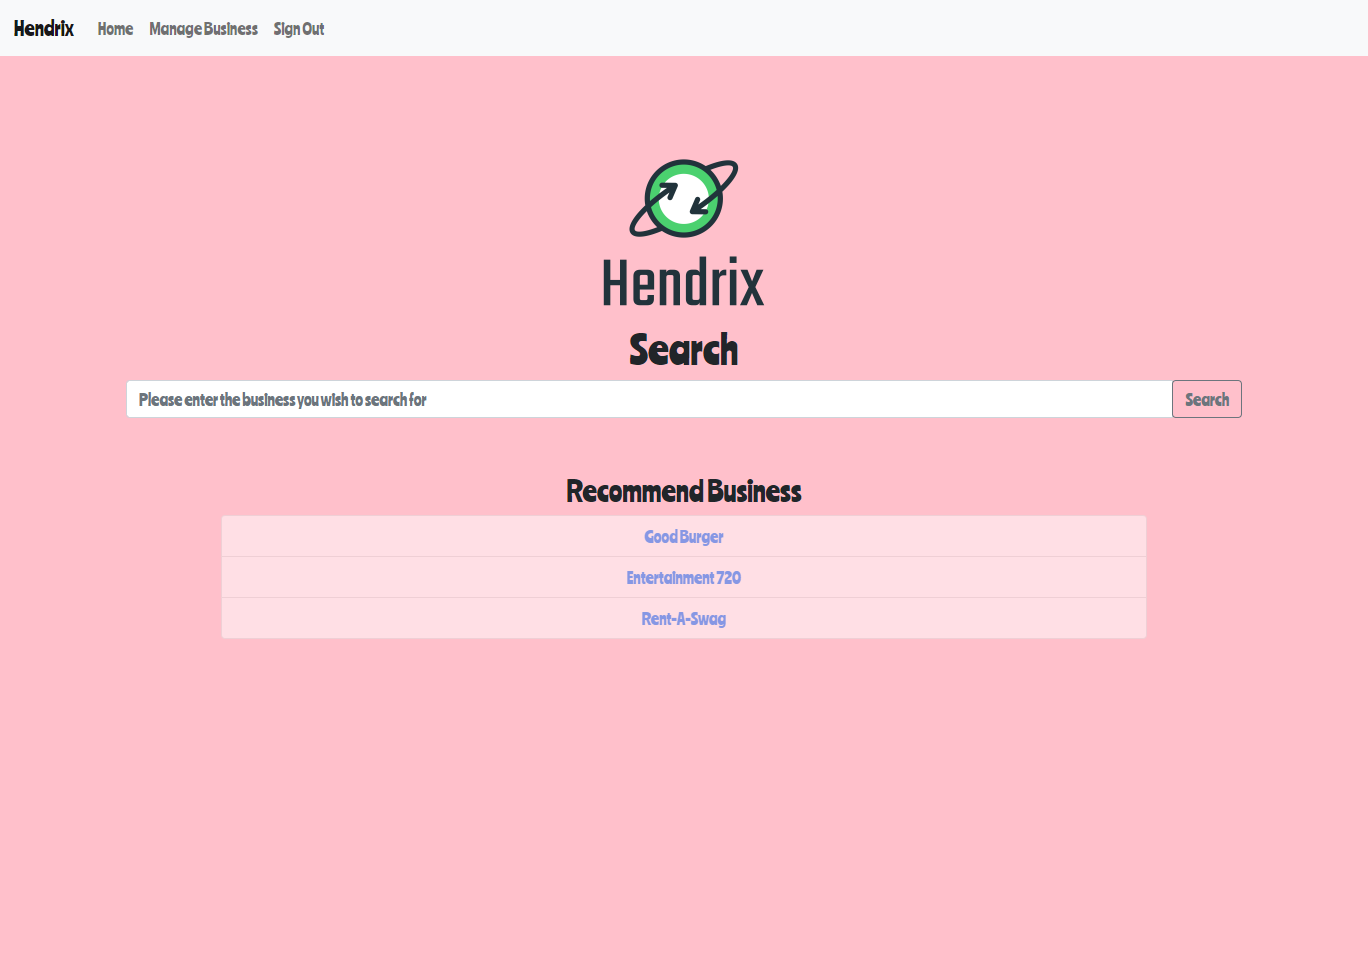 Hendrix Home Manage Business Sign Out
Hendrix
Search
Please enter the business you wish to search for Search
Recommend Business
Good Burger
Entertainment 720
Rent-A-Swag